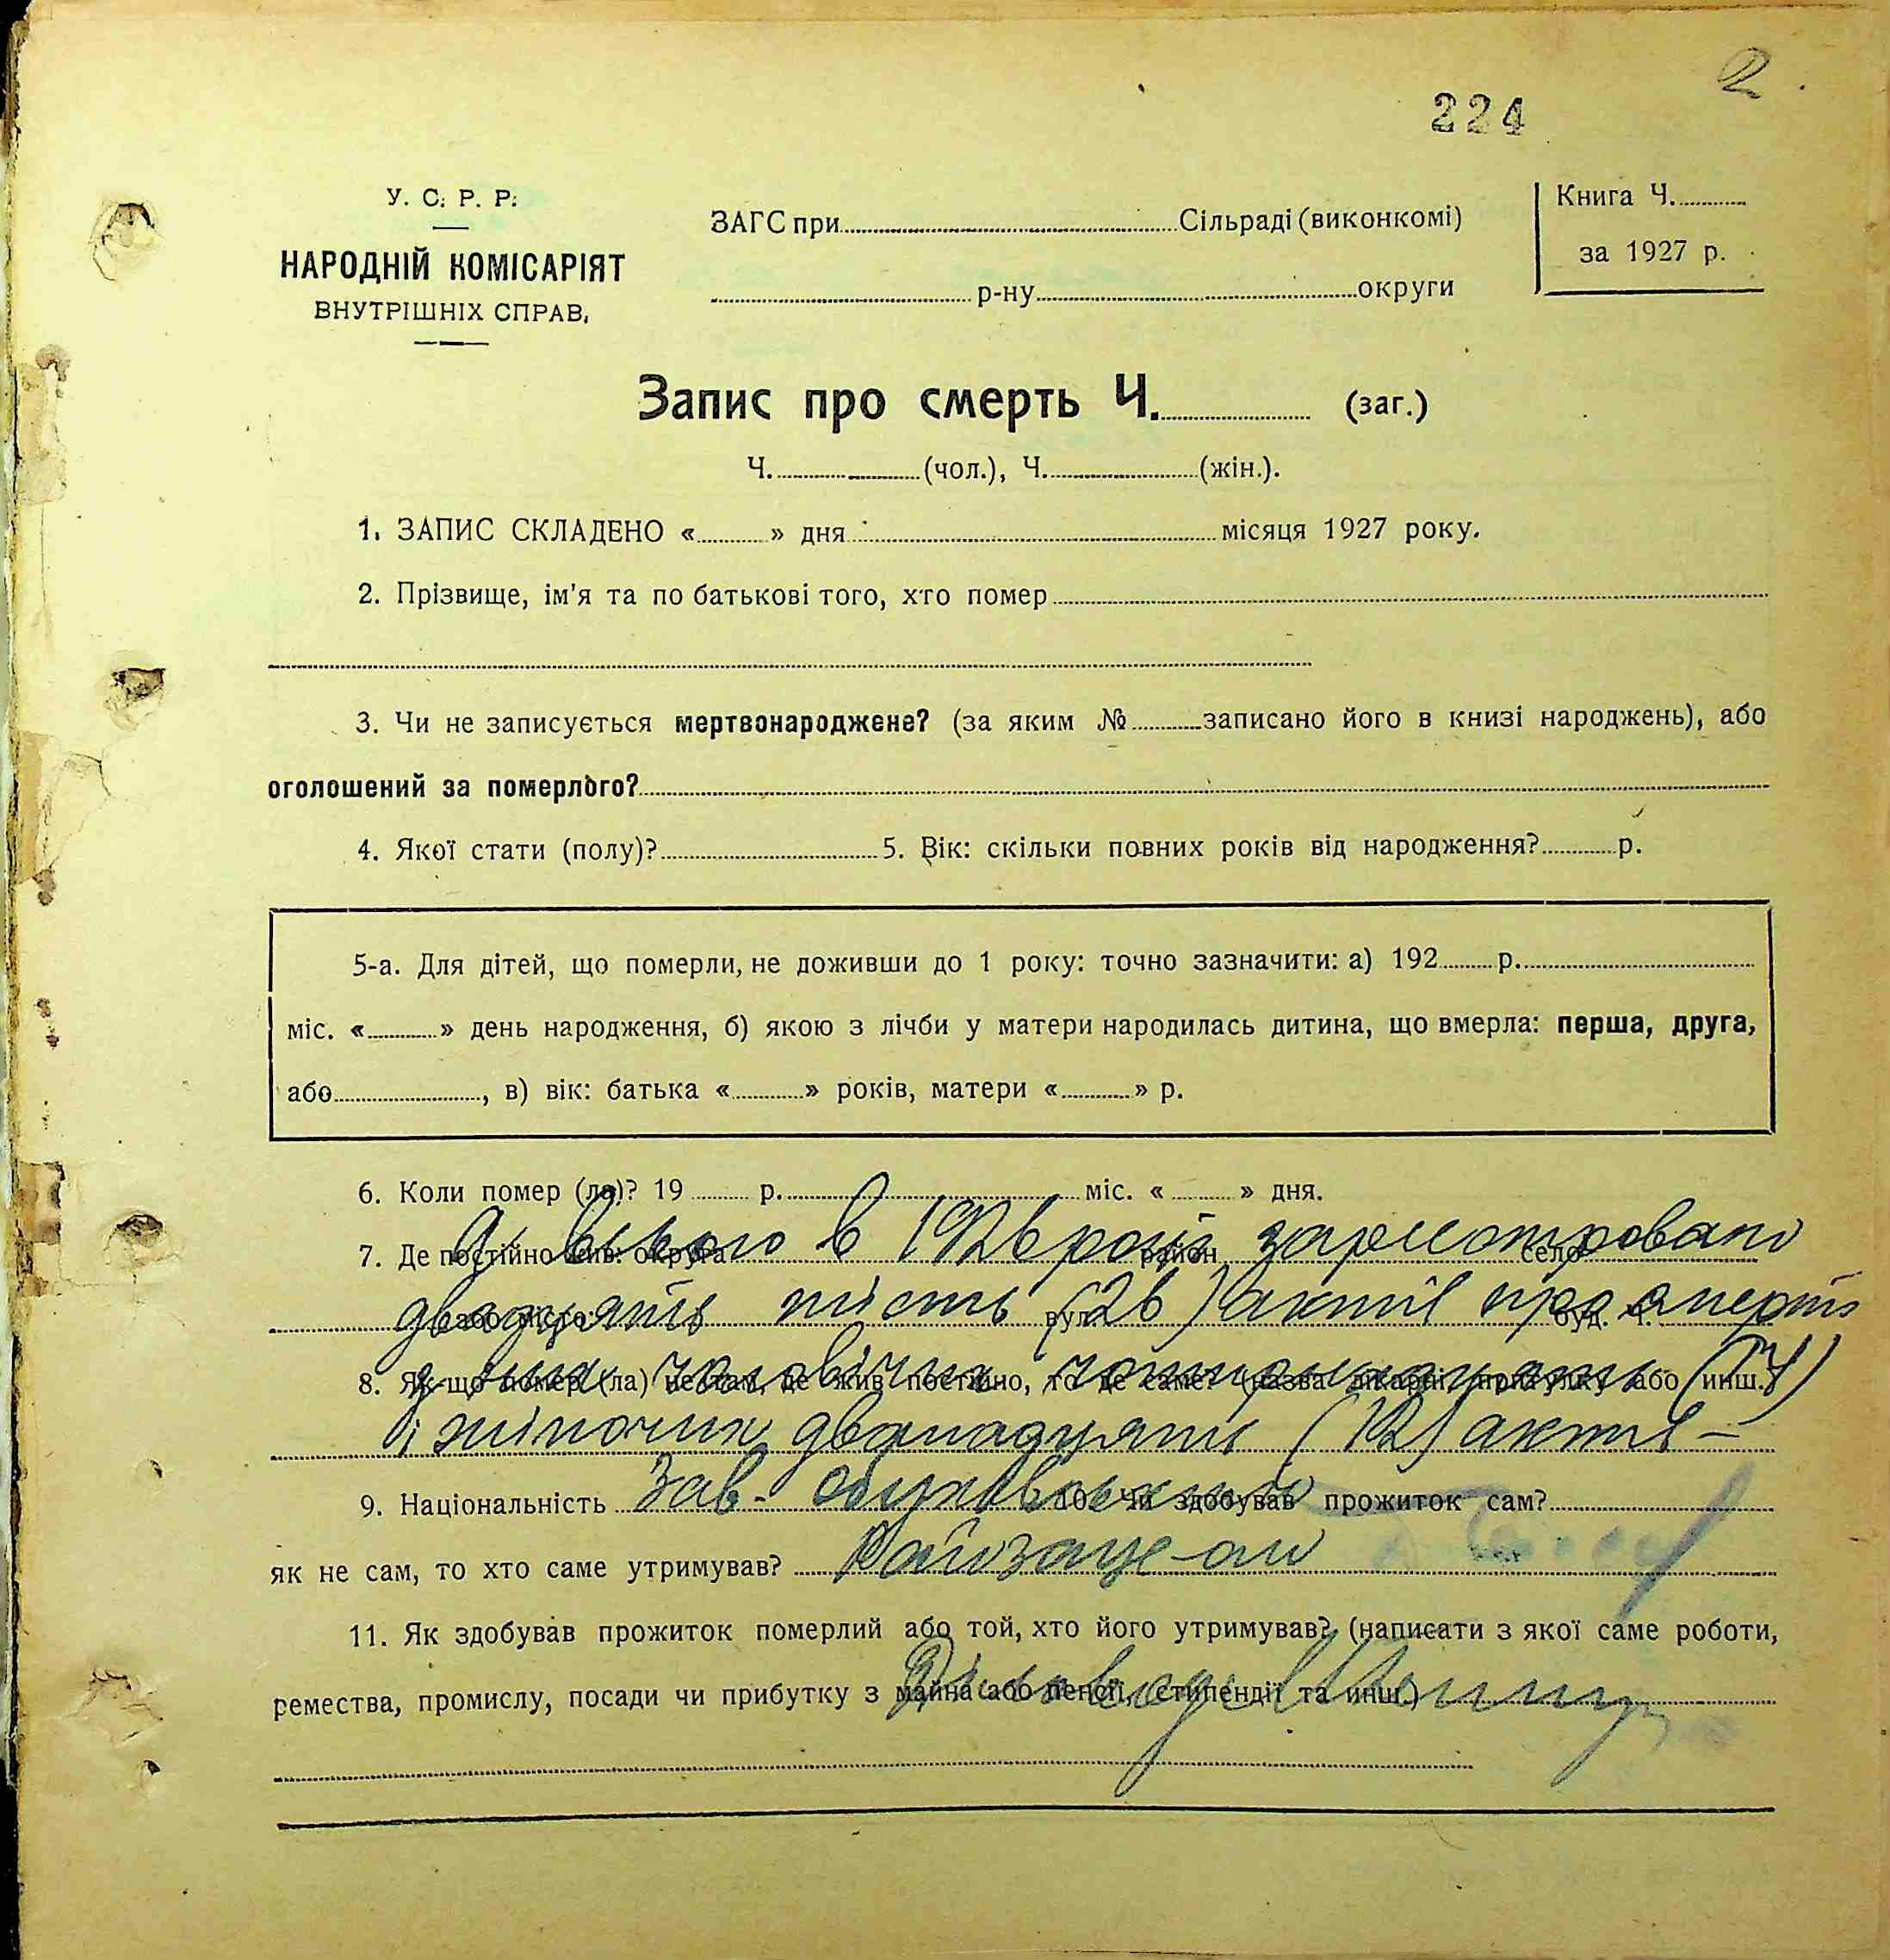 2
224
У. С. Р. Р.
НАРОДНІЙ КОМІСАРІЯТ
ВНУТРІШНІХ СПРАВ.
ЗАГС при Сільраді (виконкомі)
р-ну округи
Книга Ч.
за 1927 р.
Запис про смерть Ч. (заг.)
Ч. (чол.), Ч. (жін.).
1. ЗАПИС СКЛАДЕНО « » дня місяця 1927 року.
2. Прізвище, ім'я та по батькові того, хто помер
3. Чи не записується мертвонароджене? (за яким № записано його в книзі народжень), або
оголошений за померлого?
4. Якої стати (полу)? 5. Вік: скільки повних років від народження? р.
5-а. Для дітей, що померли, не доживши до 1 року: точно зазначити: а) 192 р.
міс. « » день народження, б) якою з лічби у матери народилась дитина, що вмерла: перша, друга,
або , в) вік: батька « » років, матери « » р.
6. Коли помер (ла)? 19 р. міс. « » дня.
А всього в 1926 році зареєстровано
7. Де постійно жив: округа район село
двадцять шість (26) актів про смерть
або місто вул. буд. Ч.
з них чоловічих чотирнадцять (14)
8. Як-що помер (ла) не там, де жив постійно, то де саме? (назва лікарні, притулку або инш.)
і жіночих дванадцять (12) актів –
9. Національність 10. Чи здобував прожиток сам?
Зав. Обухівським
як не сам, то хто саме утримував?
Райзагс-ом
11. Як здобував прожиток померлий або той, хто його утримував? (написати з якої саме роботи,
ремества, промислу, посади чи прибутку з майна або пенсії, стипендії та инш.)
Діловод